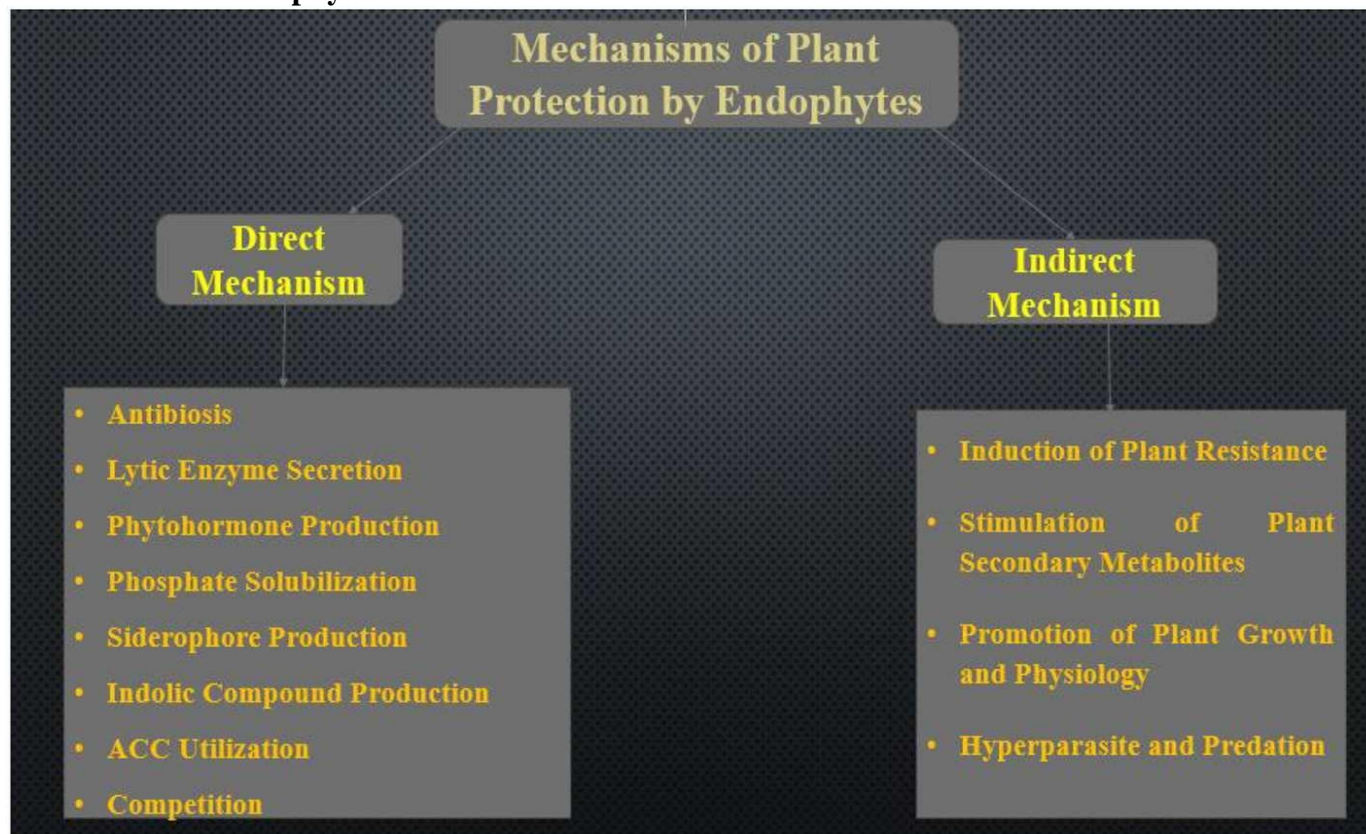 Mechanisms of Plant
Protection by Endophytes
Direct
Mechanism
• Antibiosis
• Lytic Enzyme Secretion
• Phytohormone Production
• Phosphate Solubilization
• Siderophore Production
• Indolic Compound Production
• ACC Utilization
• Competition
Indirect
Mechanism
• Induction of Plant Resistance
• Stimulation of Plant
Secondary Metabolites
• Promotion of Plant Growth
and Physiology
• Hyperparasite and Predation